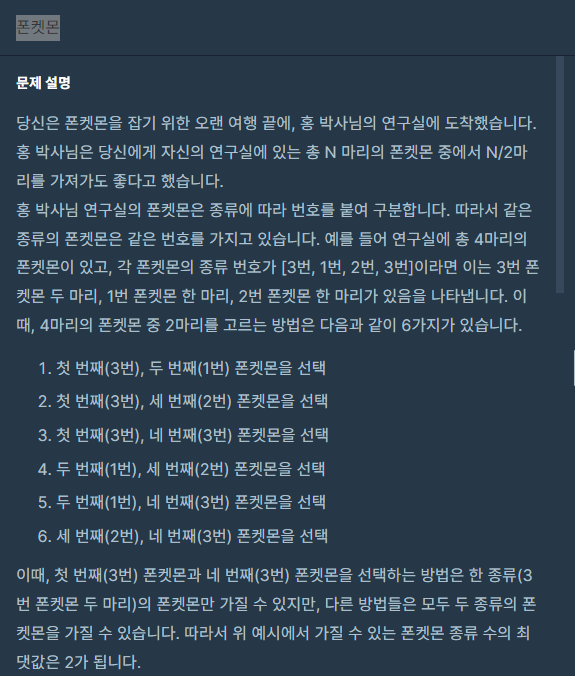 폰켓몬
문제 설명
당신은 폰켓몬을 잡기 위한 오랜 여행 끝에, 홍 박사님의 연구실에 도착했습니다.
홍 박사님은 당신에게 자신의 연구실에 있는 총 N 마리의 폰켓몬 중에서 N/2마
리를 가져가도 좋다고 했습니다.
홍 박사님 연구실의 폰켓몬은 종류에 따라 번호를 붙여 구분합니다. 따라서 같은
종류의 폰켓몬은 같은 번호를 가지고 있습니다. 예를 들어 연구실에 총 4마리의
폰켓몬이 있고, 각 폰켓몬의 종류 번호가 [3번, 1번, 2번, 3번]이라면 이는 3번 폰
켓몬 두 마리, 1번 폰켓몬 한 마리, 2번 폰켓몬 한 마리가 있음을 나타냅니다. 이
때, 4마리의 폰켓몬 중 2마리를 고르는 방법은 다음과 같이 6가지가 있습니다.
1. 첫 번째(3번), 두 번째(1번) 폰켓몬을 선택
2. 첫 번째(3번), 세 번째(2번) 폰켓몬을 선택
3. 첫 번째(3번), 네 번째(3번) 폰켓몬을 선택
4. 두 번째(1번), 세 번째(2번) 폰켓몬을 선택
5. 두 번째(1번), 네 번째(3번) 폰켓몬을 선택
6. 세 번째(2번), 네 번째(3번) 폰켓몬을 선택
이때, 첫 번째(3번) 폰켓몬과 네 번째(3번) 폰켓몬을 선택하는 방법은 한 종류(3
번 폰켓몬 두 마리)의 폰켓몬만 가질 수 있지만, 다른 방법들은 모두 두 종류의 폰
켓몬을 가질 수 있습니다. 따라서 위 예시에서 가질 수 있는 폰켓몬 종류 수의 최
댓값은 2가 됩니다.